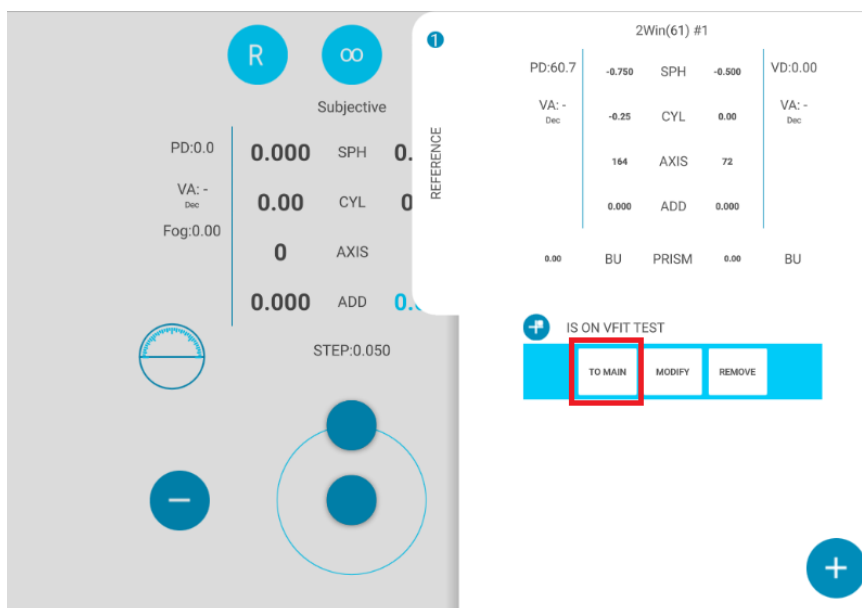 R
∞
Subjective
PD:0.0
0.000 SPH 0.
VA: -
Dec
0.00 CYL 0
Fog:0.00
0 AXIS
0.000 ADD 0.
STEP:0.050
−
1
REFERENCE
2Win(61) #1
PD:60.7 -0.750 SPH -0.500 VD:0.00
VA: - -0.25 CYL 0.00 VA: -
Dec Dec
164 AXIS 72
0.000 ADD 0.000
0.00 BU PRISM 0.00 BU
IS ON VFIT TEST
TO MAIN MODIFY REMOVE
+